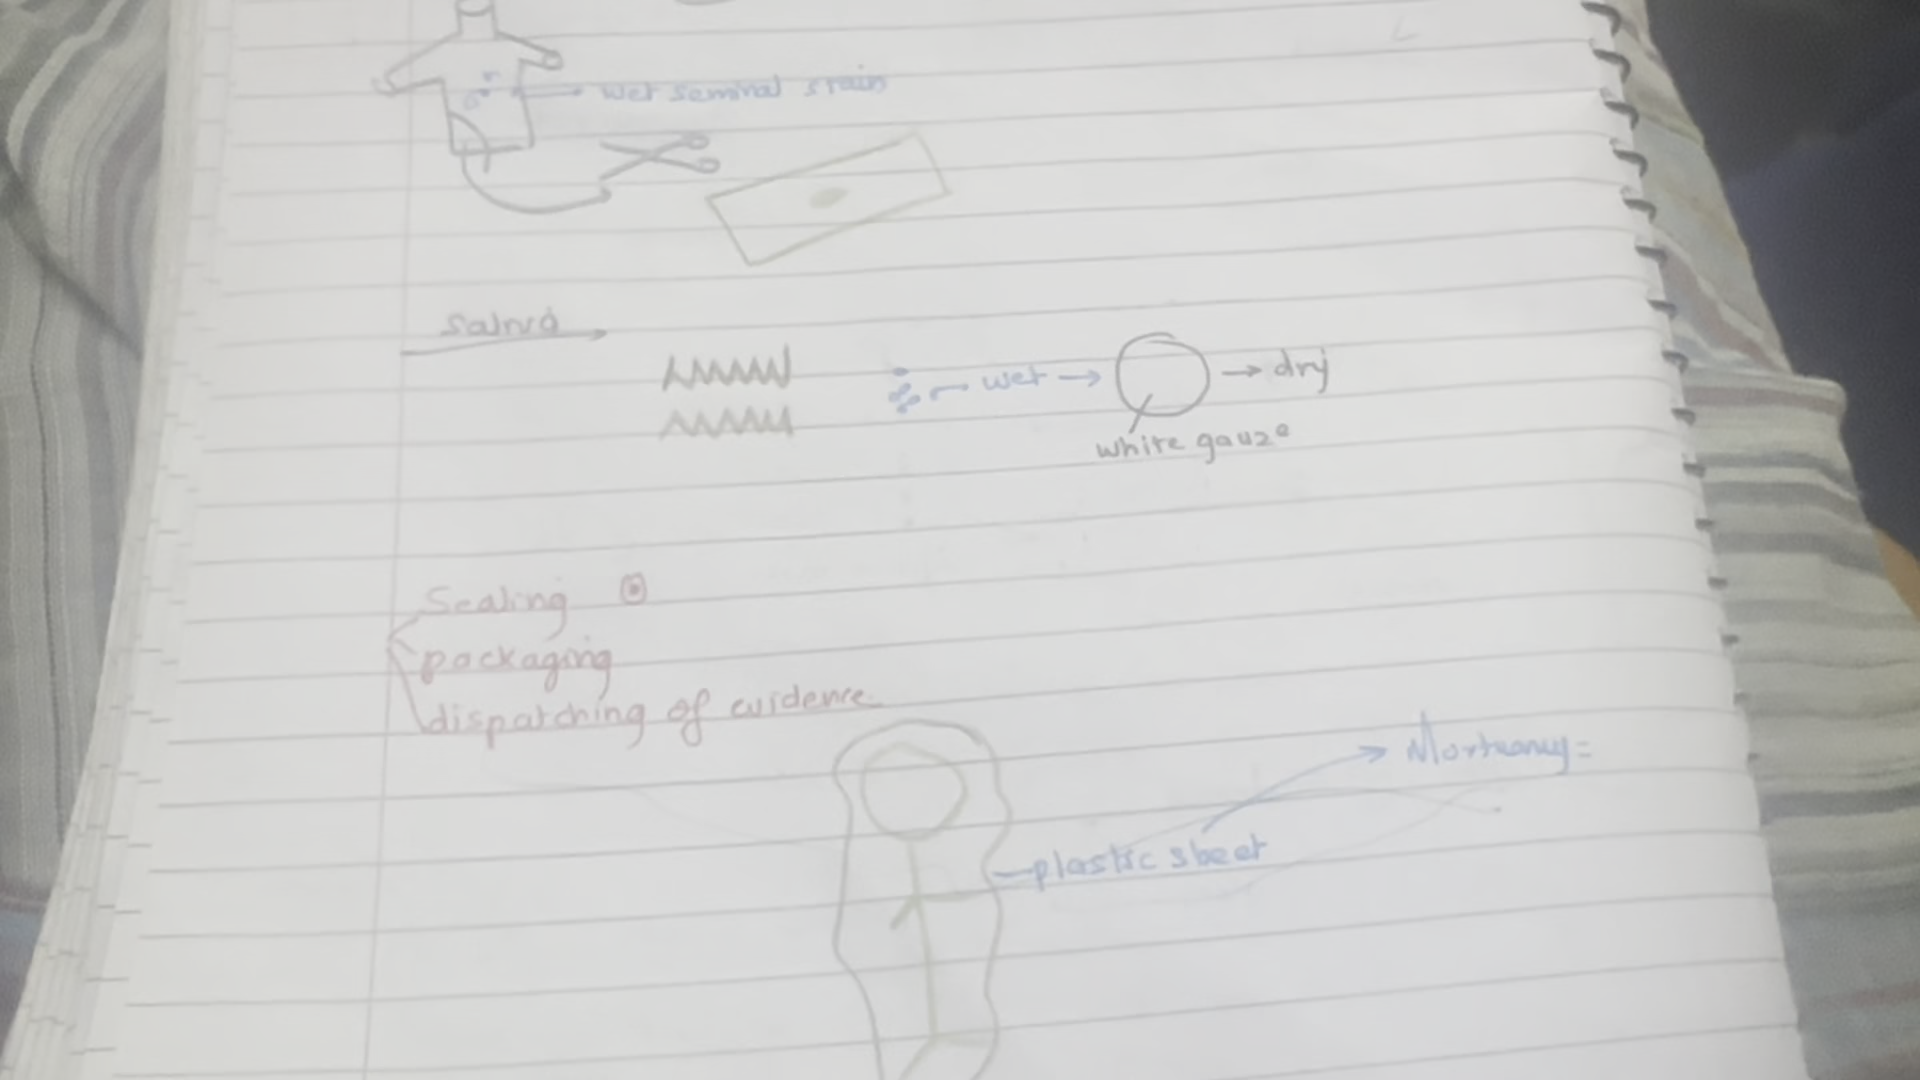 wet seminal stain
Saliva
wet → → dry
white gauze
Sealing
packaging
dispatching of evidence
Mortuary =
plastic sheet